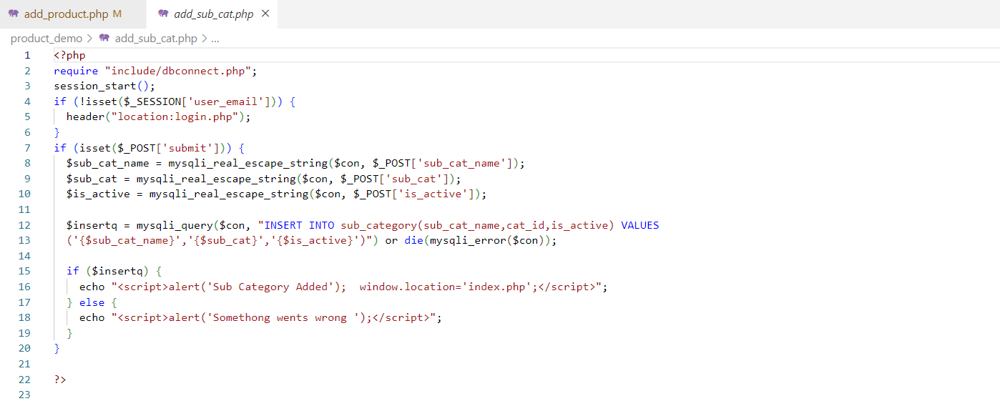 add_product.php M add_sub_cat.php ×
product_demo > add_sub_cat.php > ...
1 <?php
2 require "include/dbconnect.php";
3 session_start();
4 if (!isset($_SESSION['user_email'])) {
5 header("location:login.php");
6 }
7 if (isset($_POST['submit'])) {
8 $sub_cat_name = mysqli_real_escape_string($con, $_POST['sub_cat_name']);
9 $sub_cat = mysqli_real_escape_string($con, $_POST['sub_cat']);
10 $is_active = mysqli_real_escape_string($con, $_POST['is_active']);
11
12 $insertq = mysqli_query($con, "INSERT INTO sub_category(sub_cat_name,cat_id,is_active) VALUES
13 ('{$sub_cat_name}','{$sub_cat}','{$is_active}')") or die(mysqli_error($con));
14
15 if ($insertq) {
16 echo "<script>alert('Sub Category Added');  window.location='index.php';</script>";
17 } else {
18 echo "<script>alert('Somethong wents wrong ');</script>";
19 }
20 }
21
22 ?>
23